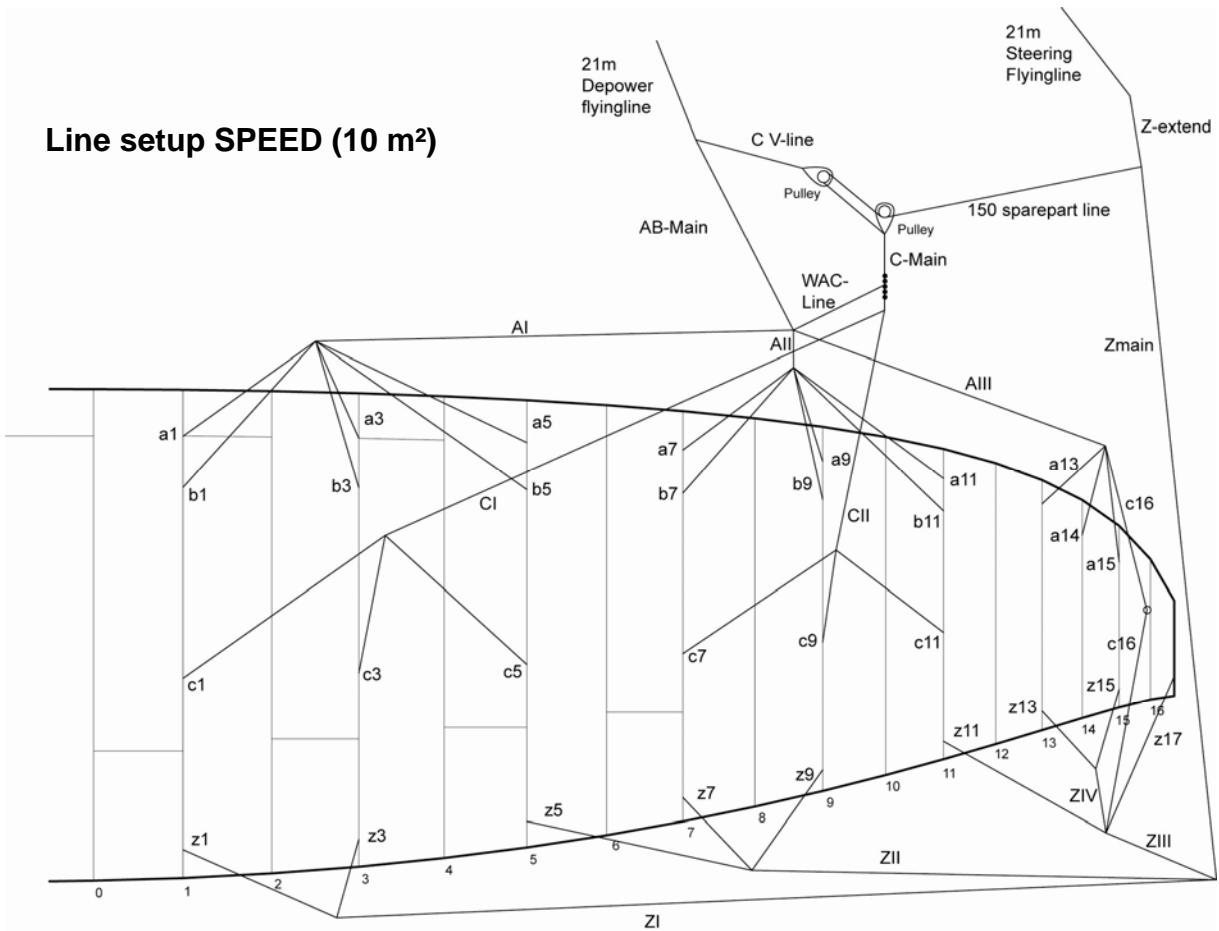 21m
Depower
flyingline
21m
Steering
Flyingline
Line setup SPEED (10 m²)
Z-extend
C V-line
Pulley
150 sparepart line
Pulley
AB-Main
C-Main
WAC-
Line
AI
AII
Zmain
AIII
a1
a3
a5
a7
a9
a11
a13
b1
b3
b5
b7
b9
b11
c16
CI
CII
a14
a15
c1
c3
c5
c7
c9
c11
c16
z15
z13
z11
z17
z9
z7
z5
z3
z1
ZIV
ZIII
ZII
ZI
0
1
2
3
4
5
6
7
8
9
10
11
12
13
14
15
16